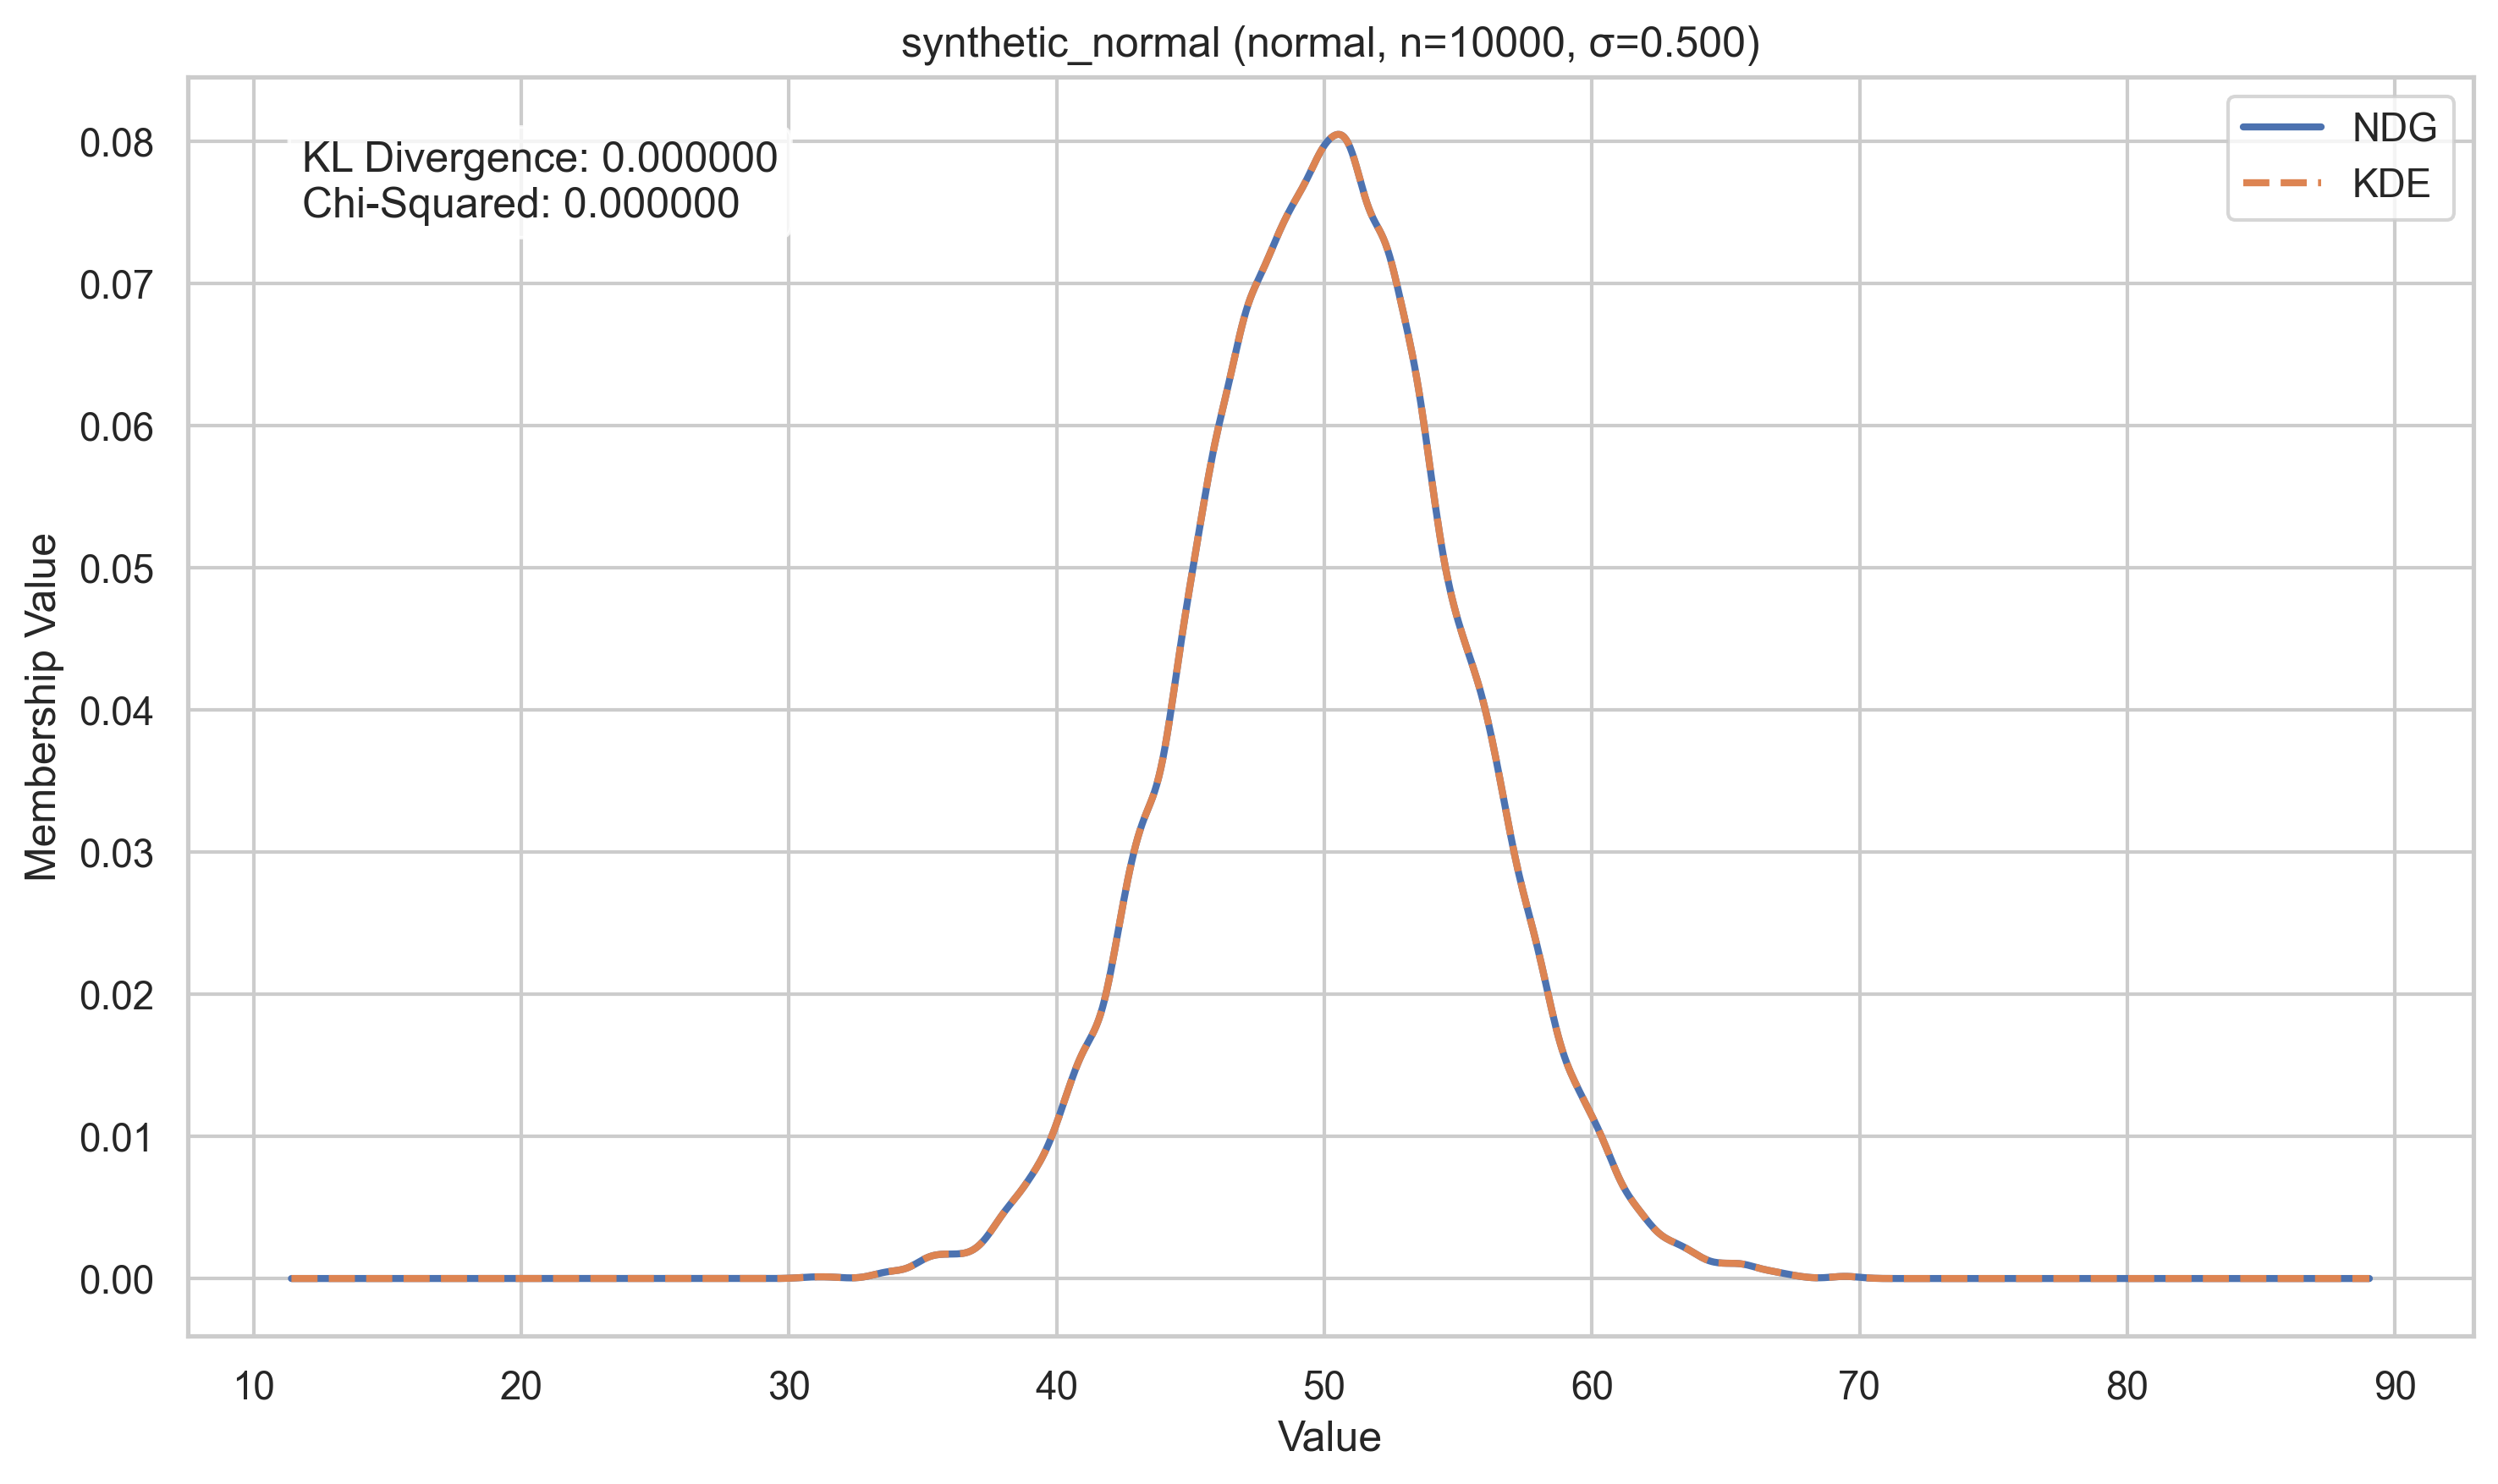 synthetic_normal (normal, n=10000, σ=0.500)
KL Divergence: 0.000000
Chi-Squared: 0.000000
NDG
KDE
Membership Value
0.08
0.07
0.06
0.05
0.04
0.03
0.02
0.01
0.00
10 20 30 40 50 60 70 80 90
Value